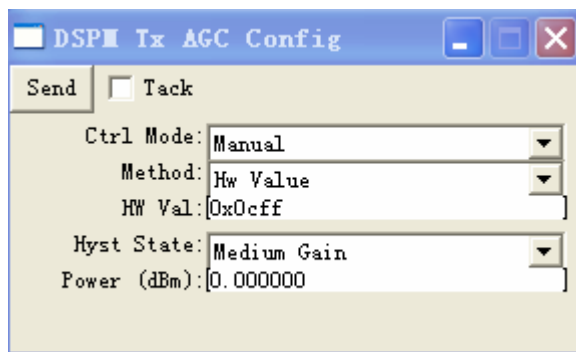 DSPM Tx AGC Config
Send Tack
Ctrl Mode: Manual
Method: Hw Value
HW Val:[0x0cff]
Hyst State: Medium Gain
Power (dBm):[0.000000]